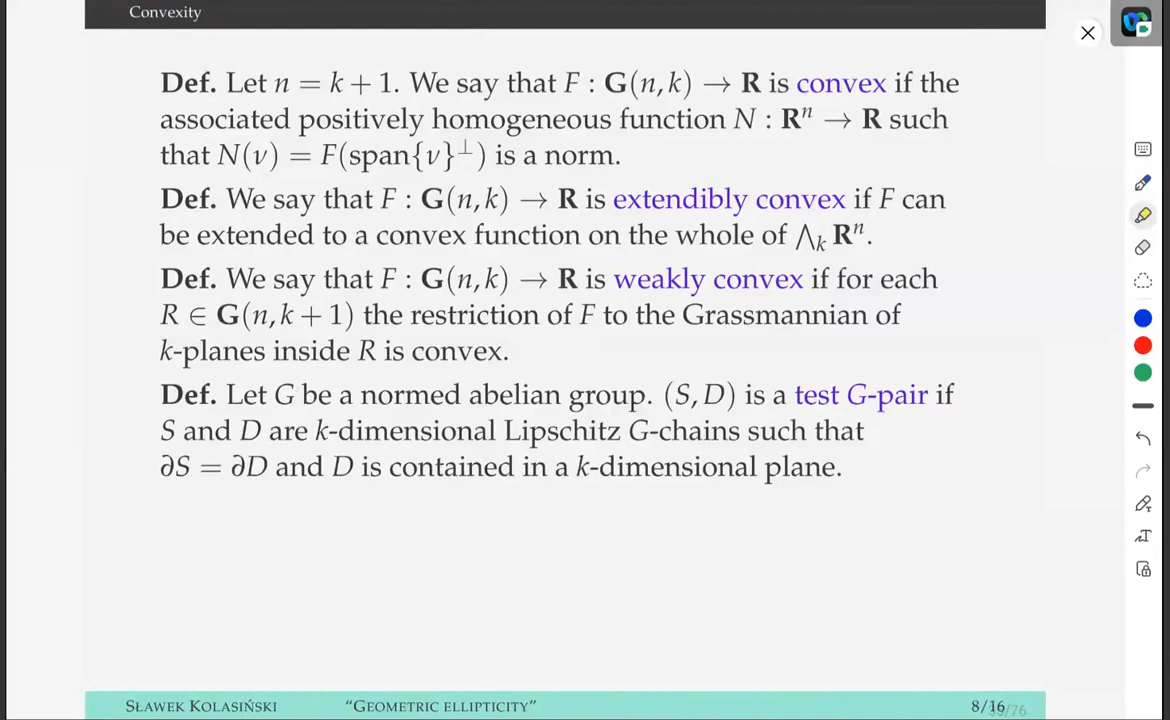 Convexity
Def. Let n = k + 1. We say that F : G(n, k) → R is convex if the
associated positively homogeneous function N : Rⁿ → R such
that N(ν) = F(span{ν}^⊥) is a norm.
Def. We say that F : G(n, k) → R is extendibly convex if F can
be extended to a convex function on the whole of ⋀ₖ Rⁿ.
Def. We say that F : G(n, k) → R is weakly convex if for each
R ∈ G(n, k + 1) the restriction of F to the Grassmannian of
k-planes inside R is convex.
Def. Let G be a normed abelian group. (S, D) is a test G-pair if
S and D are k-dimensional Lipschitz G-chains such that
∂S = ∂D and D is contained in a k-dimensional plane.
SŁAWEK KOLASIŃSKI "GEOMETRIC ELLIPTICITY" 8/16